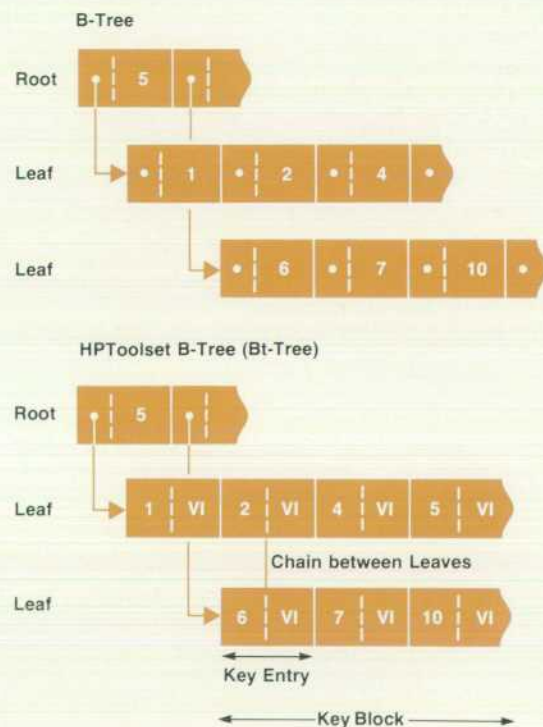 B-Tree
Root
5
Leaf
1 2 4
Leaf
6 7 10
HPToolset B-Tree (Bt-Tree)
Root
5
Leaf
1 VI 2 VI 4 VI 5 VI
Chain between Leaves
Leaf
6 VI 7 VI 10 VI
Key Entry
Key Block